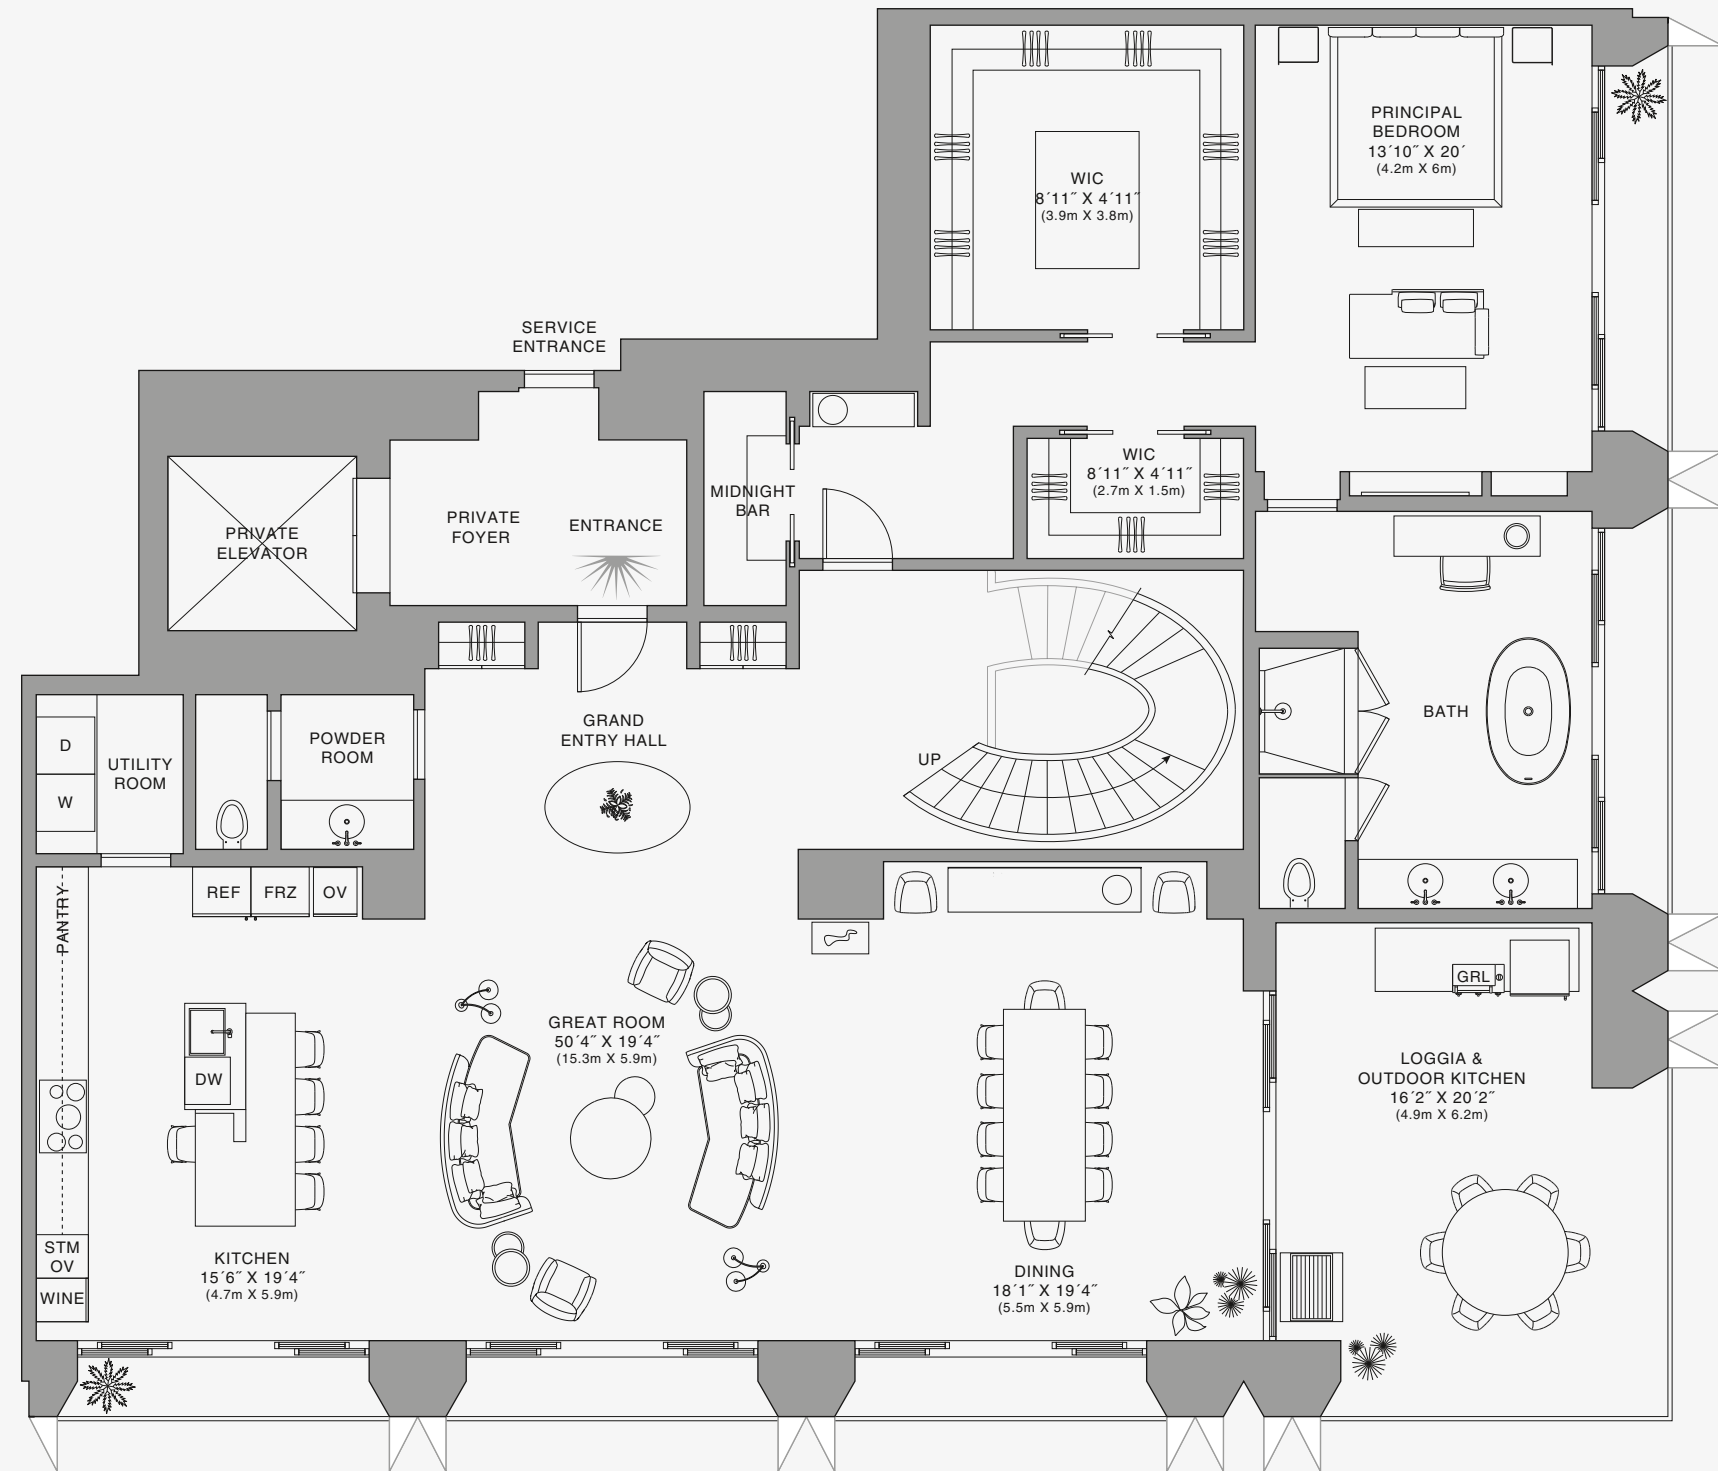 PRINCIPAL
BEDROOM
13´10˝ X 20´
(4.2m X 6m)
WIC
8´11˝ X 4´11˝
(3.9m X 3.8m)
SERVICE
ENTRANCE
WIC
8´11˝ X 4´11˝
(2.7m X 1.5m)
MIDNIGHT
BAR
PRIVATE
FOYER
ENTRANCE
PRIVATE
ELEVATOR
GRAND
ENTRY HALL
UP
BATH
POWDER
ROOM
UTILITY
ROOM
D
W
PANTRY
REF
FRZ
OV
GRL
GREAT ROOM
50´4˝ X 19´4˝
(15.3m X 5.9m)
DW
LOGGIA &
OUTDOOR KITCHEN
16´2˝ X 20´2˝
(4.9m X 6.2m)
STM
OV
WINE
KITCHEN
15´6˝ X 19´4˝
(4.7m X 5.9m)
DINING
18´1˝ X 19´4˝
(5.5m X 5.9m)